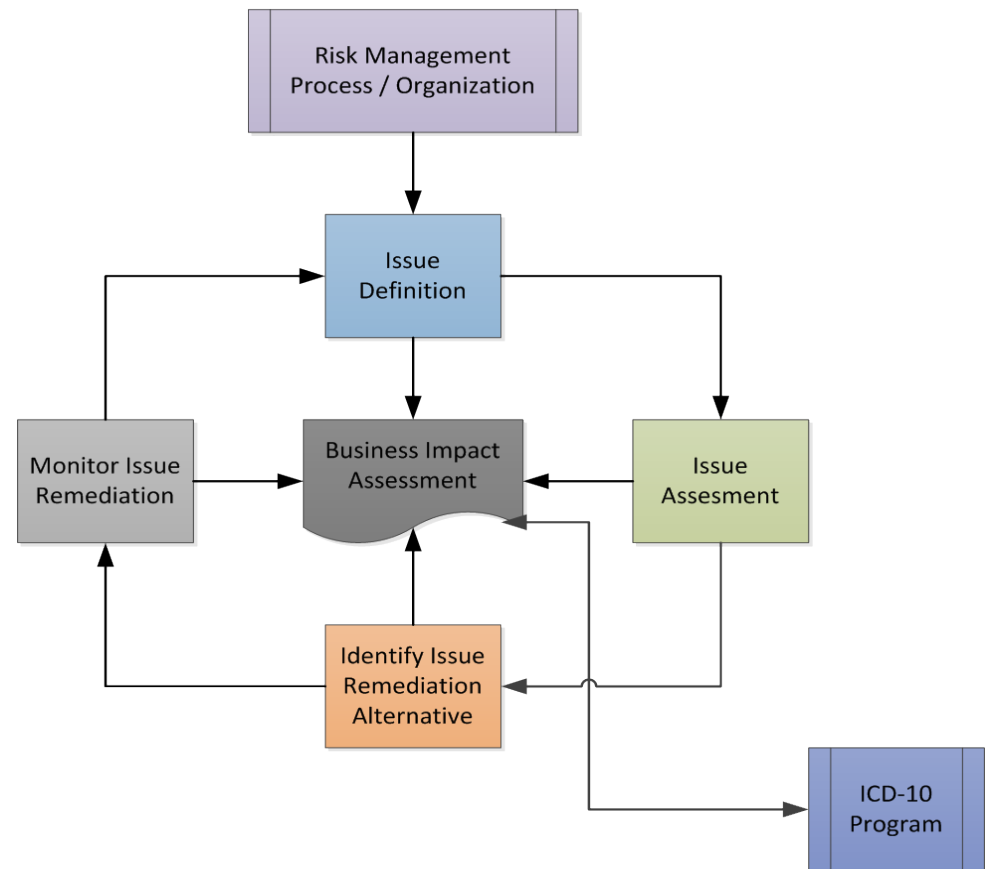 Risk Management
Process / Organization
Issue
Definition
Monitor Issue
Remediation
Business Impact
Assessment
Issue
Assesment
Identify Issue
Remediation
Alternative
ICD-10
Program